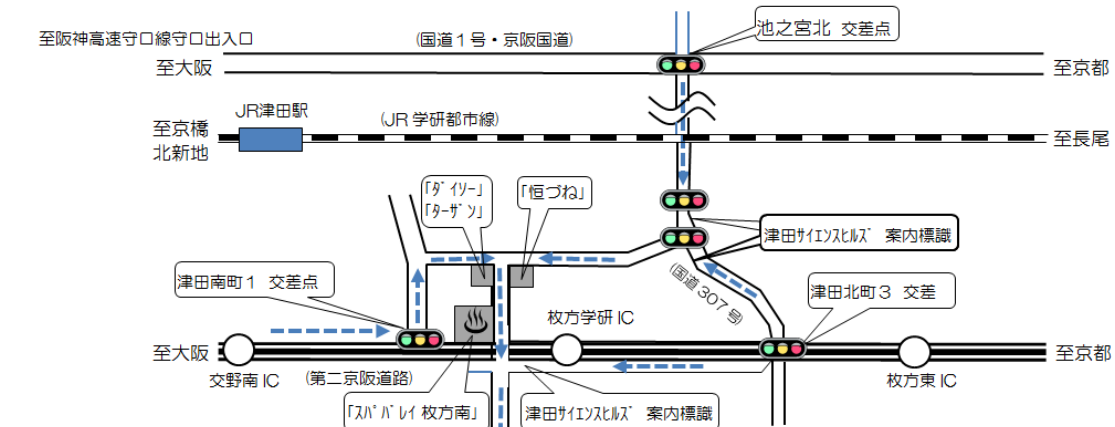 至阪神高速守口線守口出入口
(国道1号・京阪国道)
池之宮北 交差点
至大阪
至京都
JR津田駅
(JR 学研都市線)
至京橋
北新地
至長尾
「ﾀﾞｲｿｰ」
「ﾀｰｻﾞﾝ」
「恒づね」
津田ｻｲｴﾝｽﾋﾙｽﾞ 案内標識
津田南町1 交差点
(国道307号)
津田北町3 交差
枚方学研 IC
至大阪
至京都
交野南 IC
(第二京阪道路)
枚方東 IC
「ｽﾊﾟﾊﾞﾚｲ 枚方南」
津田ｻｲｴﾝｽﾋﾙｽﾞ 案内標識